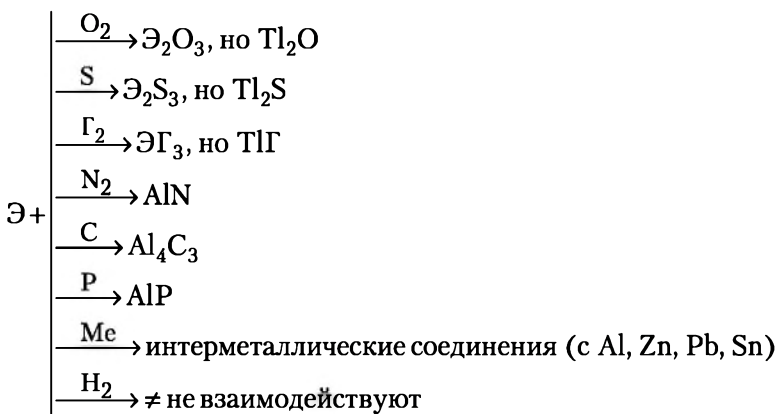 O₂ Э₂O₃, но Tl₂O
S Э₂S₃, но Tl₂S
Г₂ ЭГ₃, но TlГ
N₂ AlN
Э+
C Al₄C₃
P AlP
Me интерметаллические соединения (с Al, Zn, Pb, Sn)
H₂ ≠ не взаимодействуют